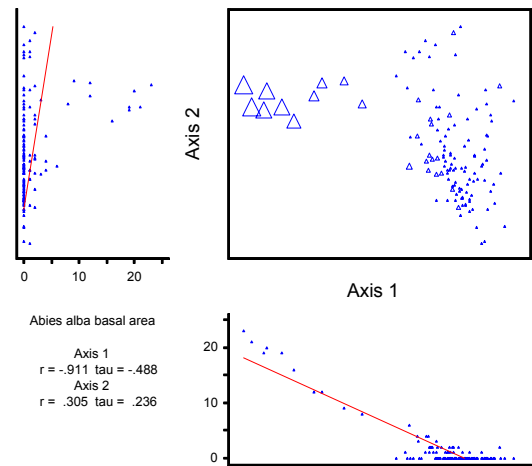 Axis 2
0 10 20
Axis 1
Abies alba basal area
Axis 1
r = -.911 tau = -.488
Axis 2
r = .305 tau = .236
20
10
0